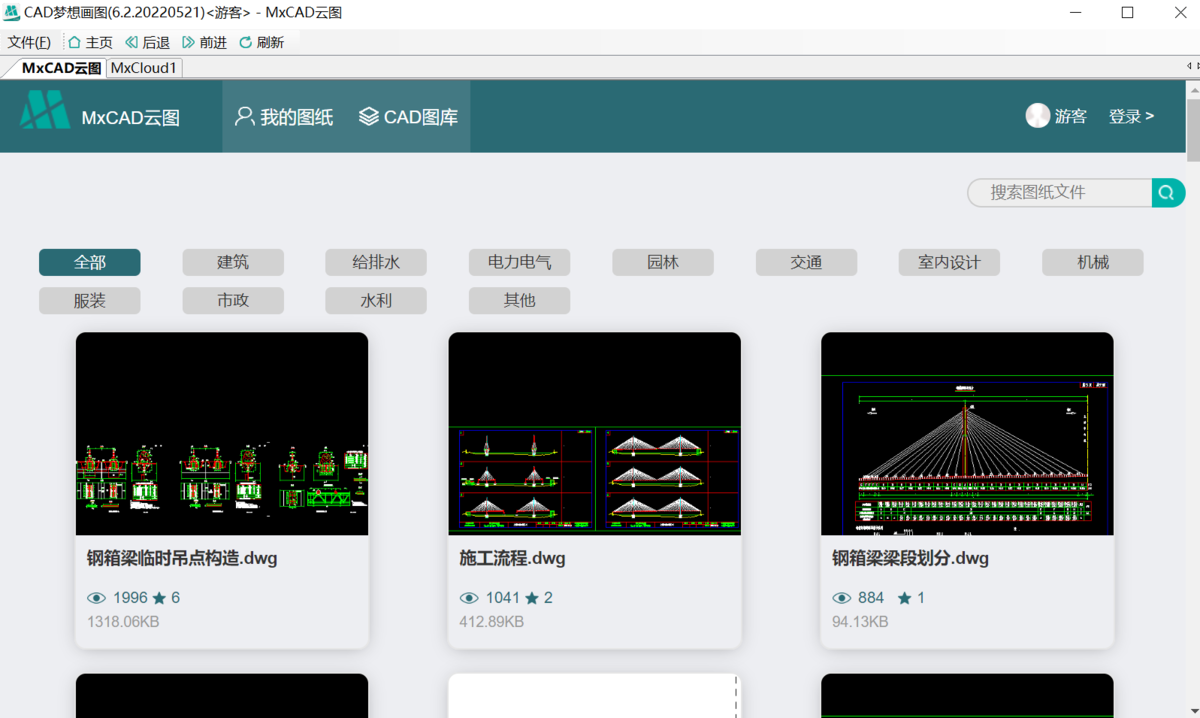 CAD梦想画图(6.2.20220521)<游客> - MxCAD云图
文件(F) 主页 后退 前进 刷新
MxCAD云图 MxCloud1
MxCAD云图 我的图纸 CAD图库 游客 登录 >
搜索图纸文件
全部 建筑 给排水 电力电气 园林 交通 室内设计 机械
服装 市政 水利 其他
钢箱梁临时吊点构造.dwg
1996 6
1318.06KB
施工流程.dwg
1041 2
412.89KB
钢箱梁梁段划分.dwg
884 1
94.13KB